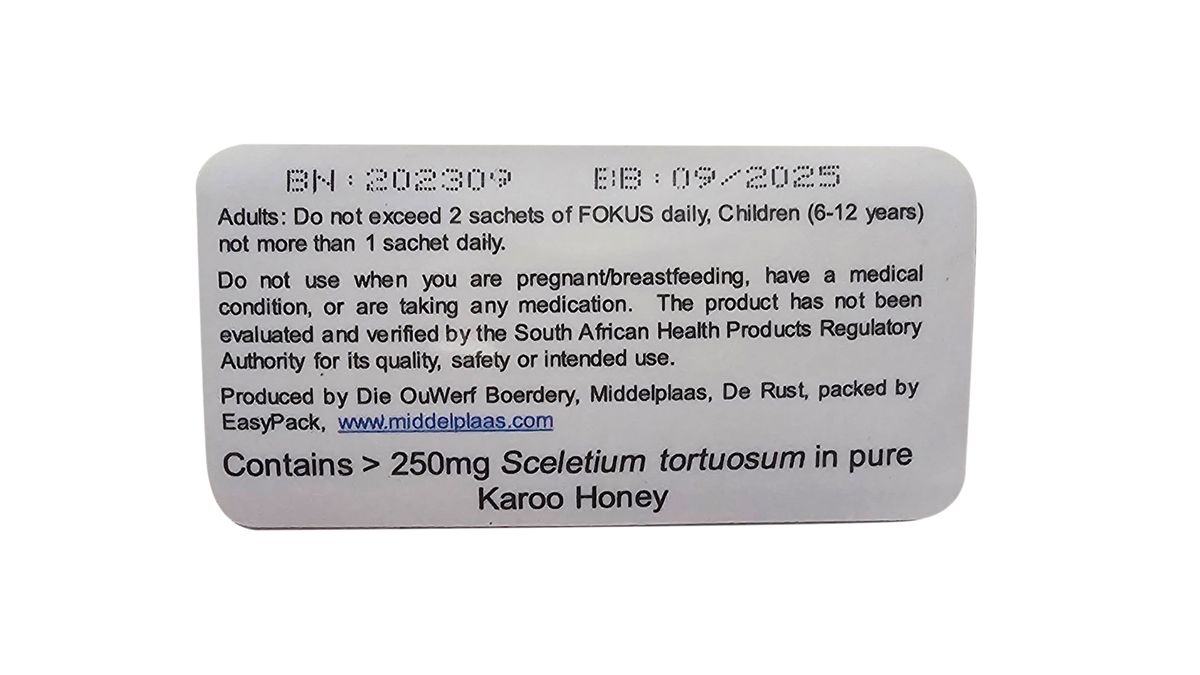 BN:202309 BB:09/2025
Adults: Do not exceed 2 sachets of FOKUS daily, Children (6-12 years)
not more than 1 sachet daily.
Do not use when you are pregnant/breastfeeding, have a medical
condition, or are taking any medication. The product has not been
evaluated and verified by the South African Health Products Regulatory
Authority for its quality, safety or intended use.
Produced by Die OuWerf Boerdery, Middelplaas, De Rust, packed by
EasyPack, www.middelplaas.com
Contains > 250mg Sceletium tortuosum in pure
Karoo Honey